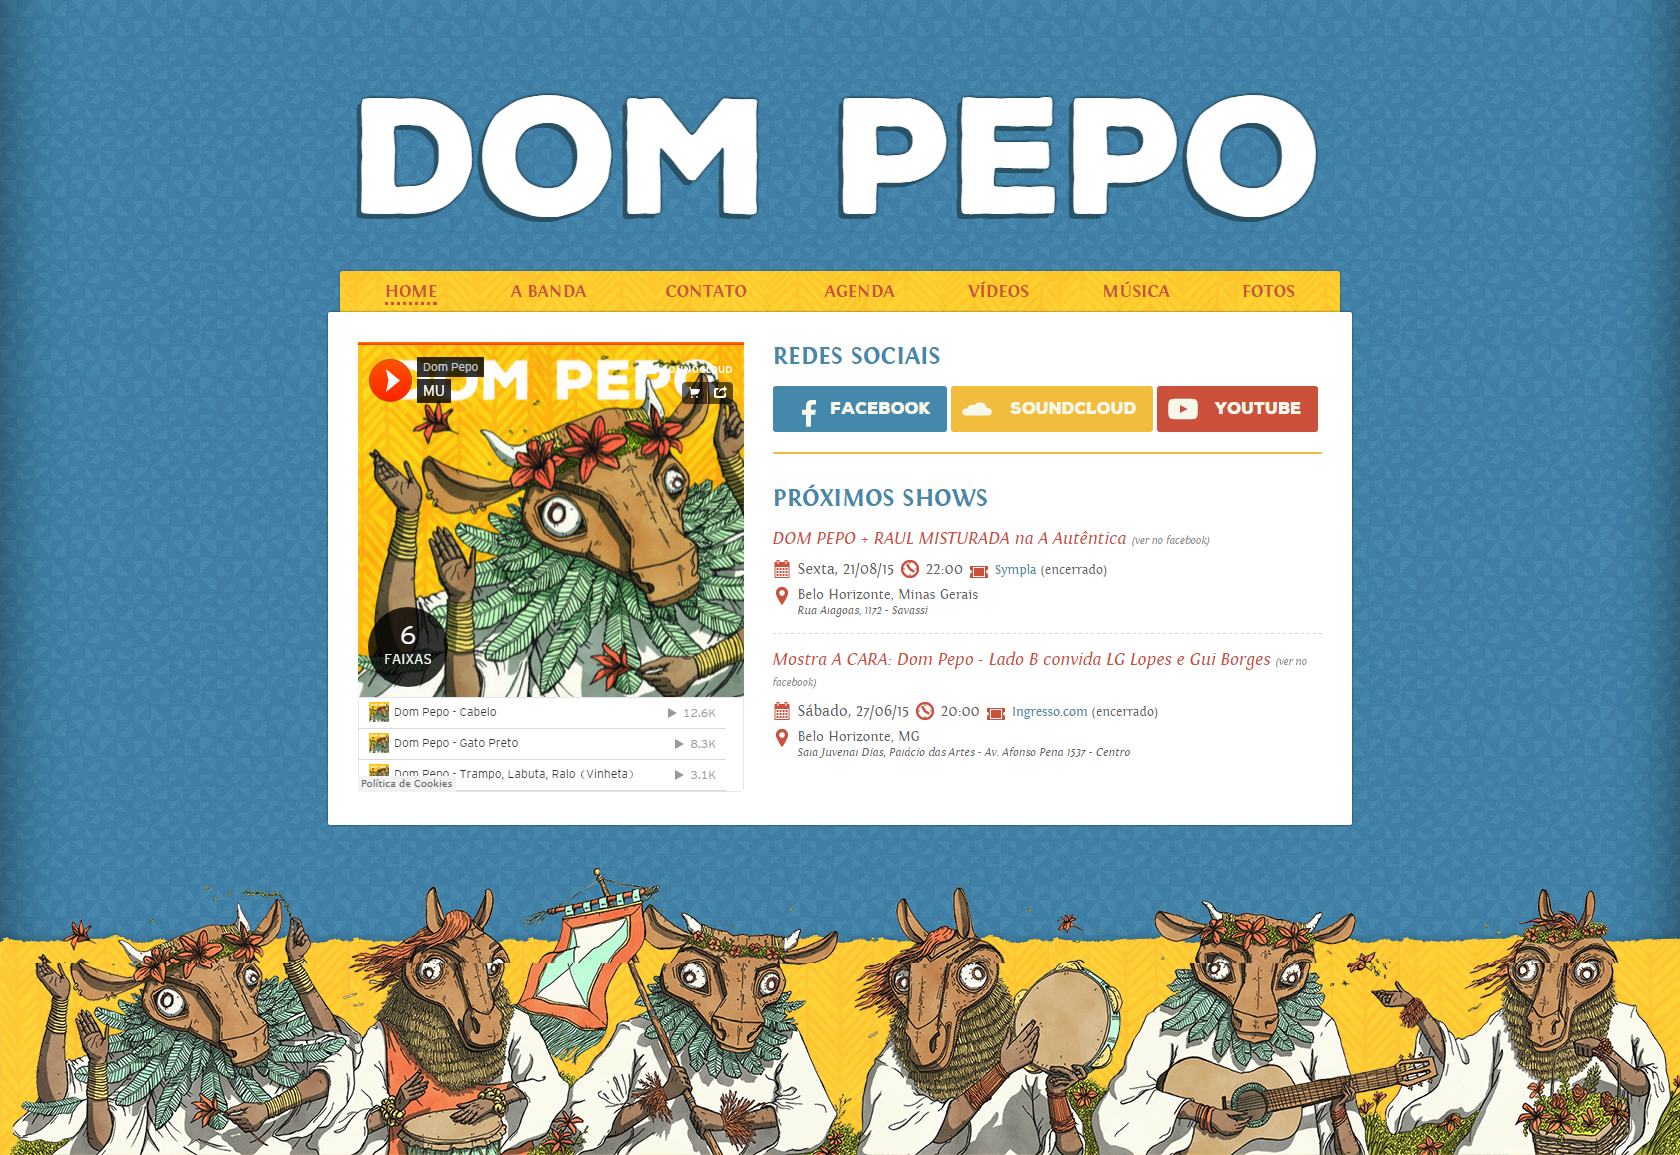 DOM PEPO
HOME A BANDA CONTATO AGENDA VÍDEOS MÚSICA FOTOS
Dom Pepo
MU
DOM PEPO
SOUNDCLOUD
6
FAIXAS
Dom Pepo - Cabelo 12.6K
Dom Pepo - Gato Preto 8.3K
Dom Pepo - Trampo, Labuta, Ralo (Vinheta) 3.1K
Política de Cookies
REDES SOCIAIS
FACEBOOK SOUNDCLOUD YOUTUBE
PRÓXIMOS SHOWS
DOM PEPO + RAUL MISTURADA na A Autêntica (ver no facebook)
Sexta, 21/08/15 22:00 Sympla (encerrado)
Belo Horizonte, Minas Gerais
Rua Alagoas, 1172 - Savassi
Mostra A CARA: Dom Pepo - Lado B convida LG Lopes e Gui Borges (ver no
facebook)
Sábado, 27/06/15 20:00 Ingresso.com (encerrado)
Belo Horizonte, MG
Sala Juvenal Dias, Palácio das Artes - Av. Afonso Pena 1537 - Centro